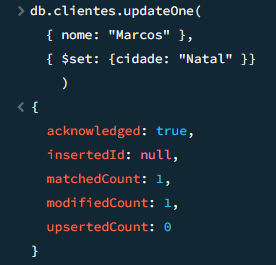 > db.clientes.updateOne(
{ nome: "Marcos" },
{ $set: {cidade: "Natal" }}
)
< {
acknowledged: true,
insertedId: null,
matchedCount: 1,
modifiedCount: 1,
upsertedCount: 0
}